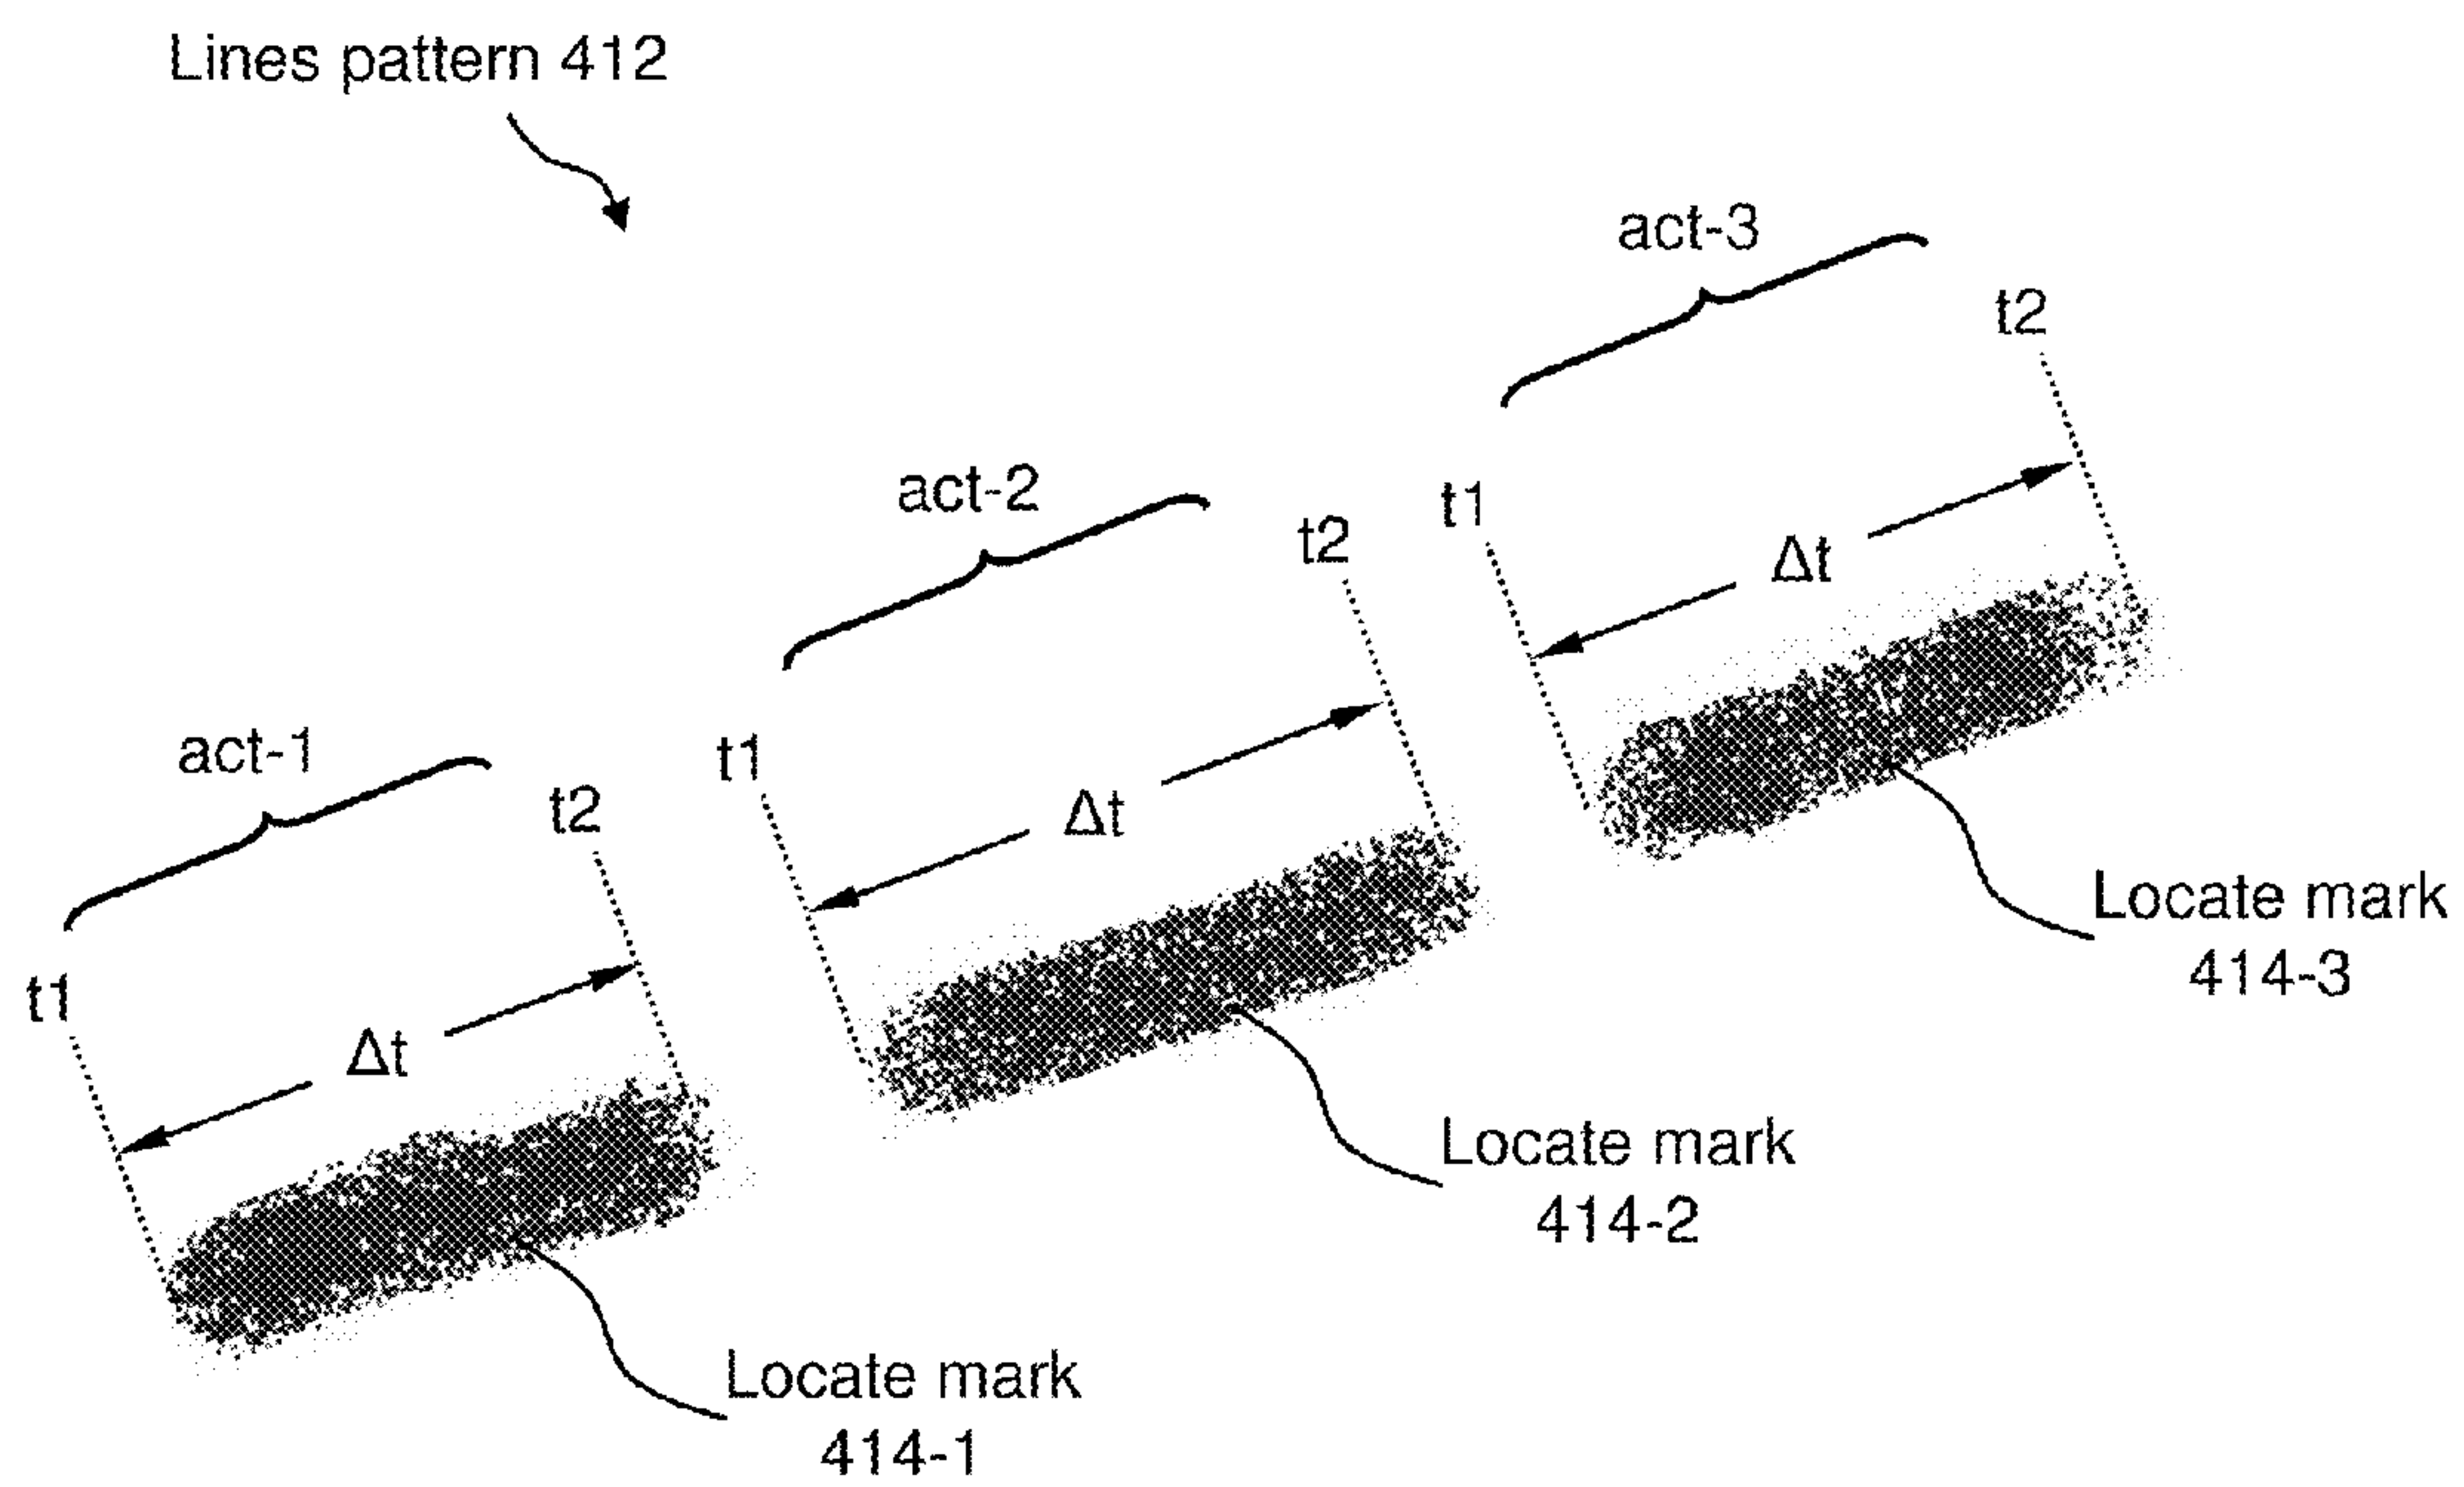 Lines pattern 412
act-3
t2
t1
Δt
act-2
t2
t1
Δt
act-1
t2
t1
Δt
Locate mark
414-3
Locate mark
414-2
Locate mark
414-1